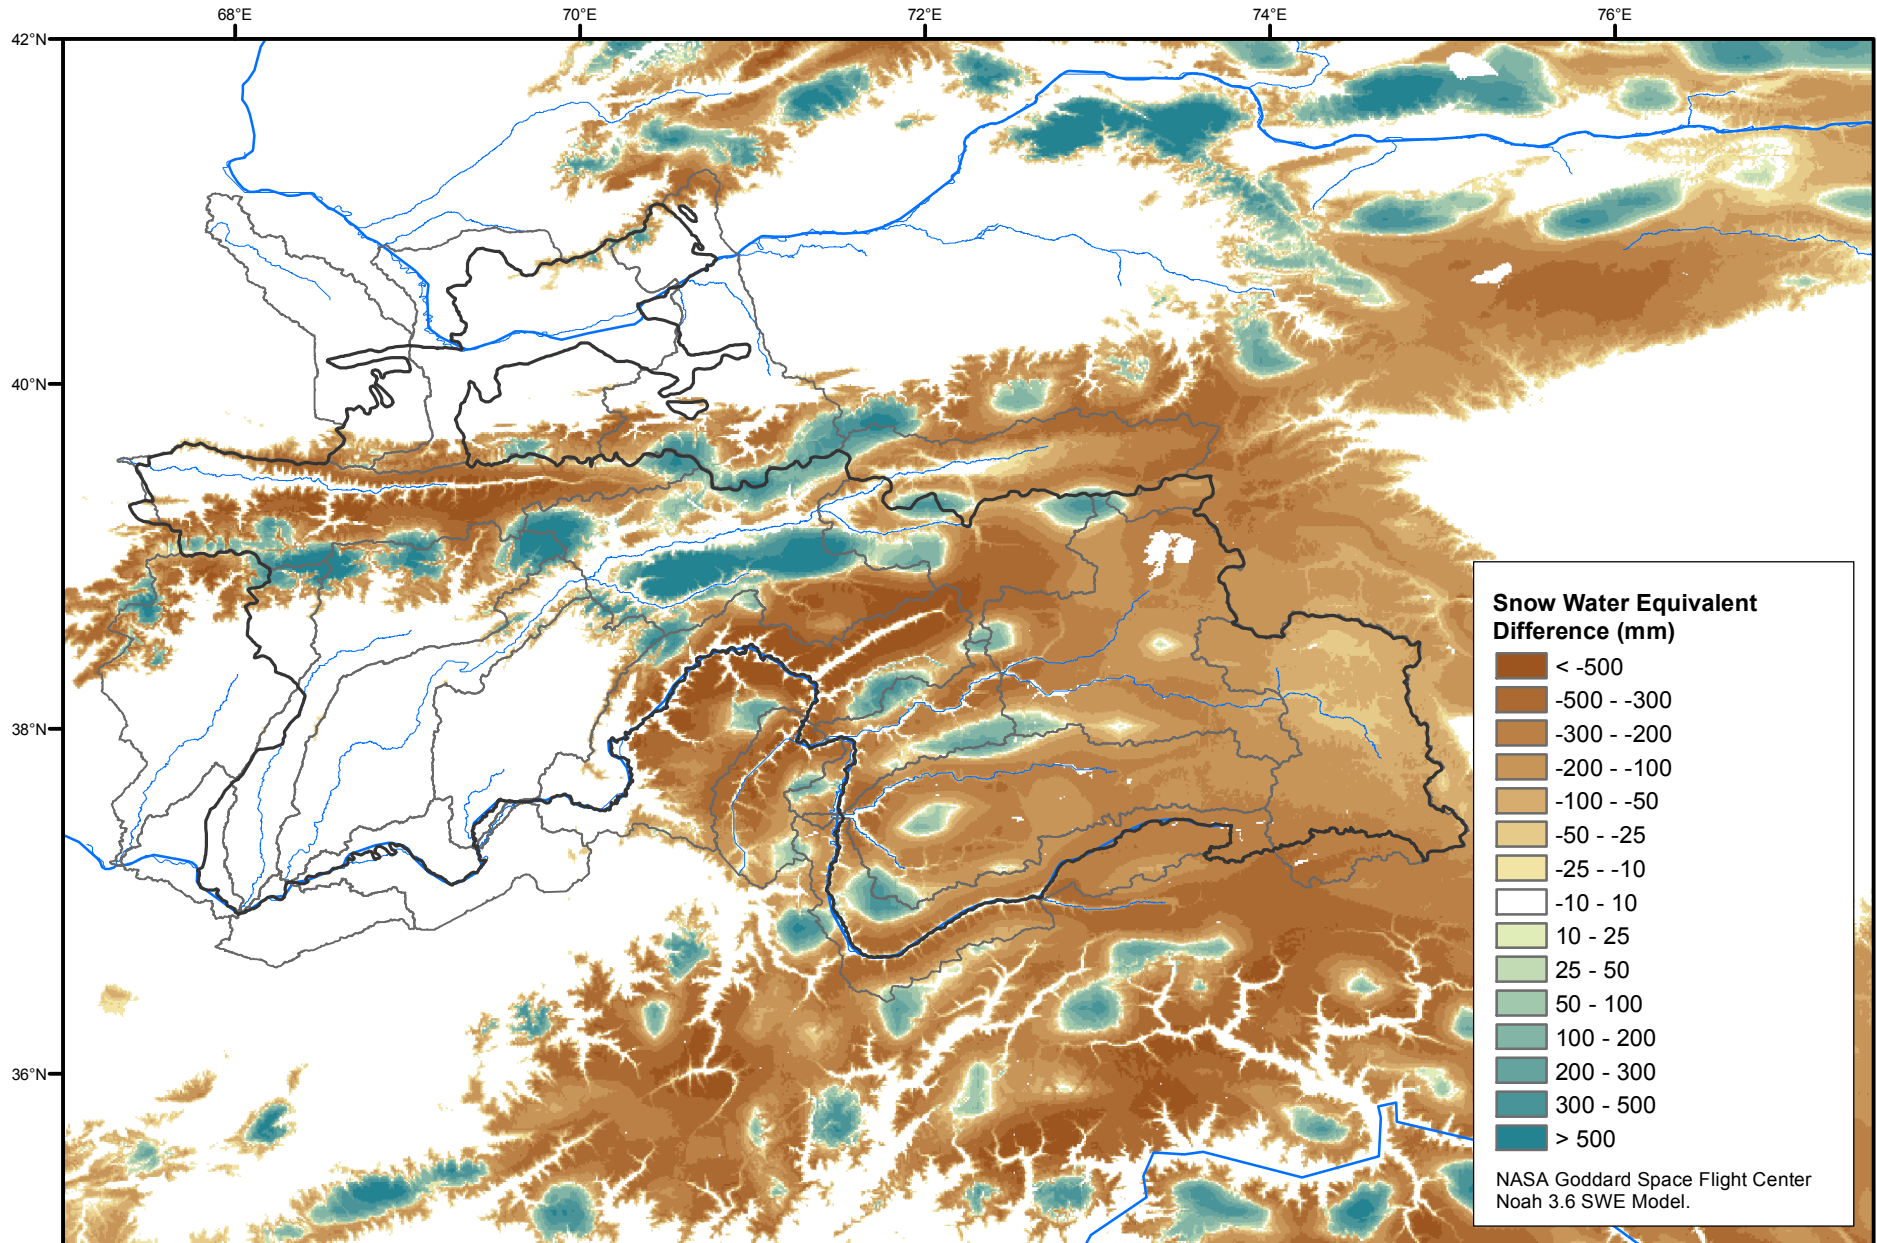 68°E 70°E 72°E 74°E 76°E
42°N
40°N
38°N
36°N
Snow Water Equivalent
Difference (mm)
< -500
-500 - -300
-300 - -200
-200 - -100
-100 - -50
-50 - -25
-25 - -10
-10 - 10
10 - 25
25 - 50
50 - 100
100 - 200
200 - 300
300 - 500
> 500
NASA Goddard Space Flight Center
Noah 3.6 SWE Model.